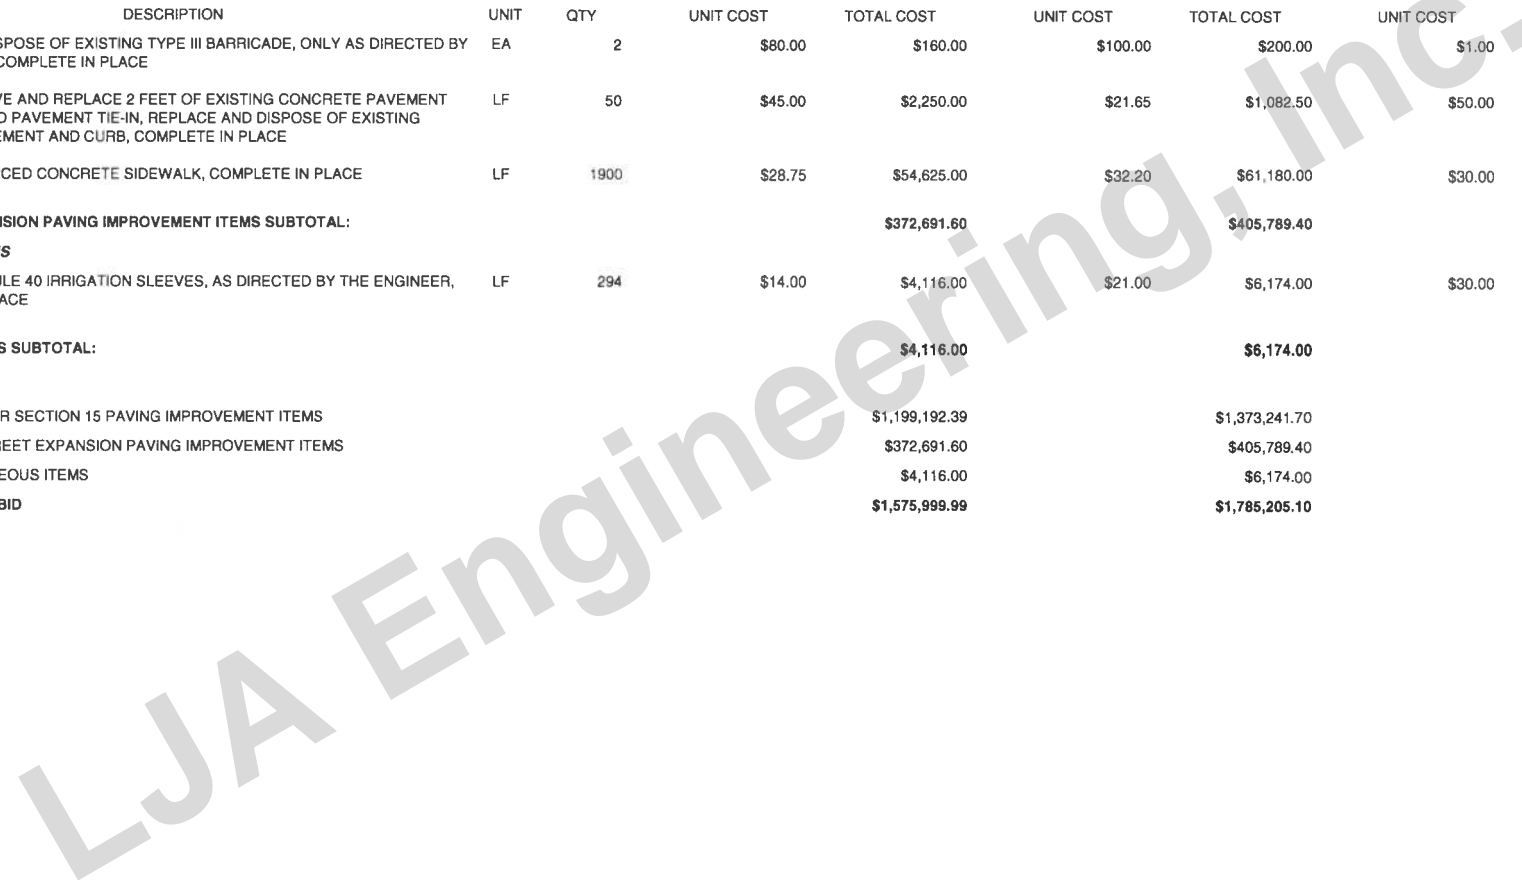 DESCRIPTION UNIT QTY UNIT COST TOTAL COST UNIT COST TOTAL COST UNIT COST
SPOSE OF EXISTING TYPE III BARRICADE, ONLY AS DIRECTED BY EA 2 $80.00 $160.00 $100.00 $200.00 $1.00
COMPLETE IN PLACE
VE AND REPLACE 2 FEET OF EXISTING CONCRETE PAVEMENT LF 50 $45.00 $2,250.00 $21.65 $1,082.50 $50.00
D PAVEMENT TIE-IN, REPLACE AND DISPOSE OF EXISTING
EMENT AND CURB, COMPLETE IN PLACE
CED CONCRETE SIDEWALK, COMPLETE IN PLACE LF 1900 $28.75 $54,625.00 $32.20 $61,180.00 $30.00
NSION PAVING IMPROVEMENT ITEMS SUBTOTAL: $372,691.60 $405,789.40
S
ULE 40 IRRIGATION SLEEVES, AS DIRECTED BY THE ENGINEER, LF 294 $14.00 $4,116.00 $21.00 $6,174.00 $30.00
ACE
S SUBTOTAL: $4,116.00 $6,174.00
R SECTION 15 PAVING IMPROVEMENT ITEMS $1,199,192.39 $1,373,241.70
REET EXPANSION PAVING IMPROVEMENT ITEMS $372,691.60 $405,789.40
EOUS ITEMS $4,116.00 $6,174.00
BID $1,575,999.99 $1,785,205.10
LJA Engineering, Inc.